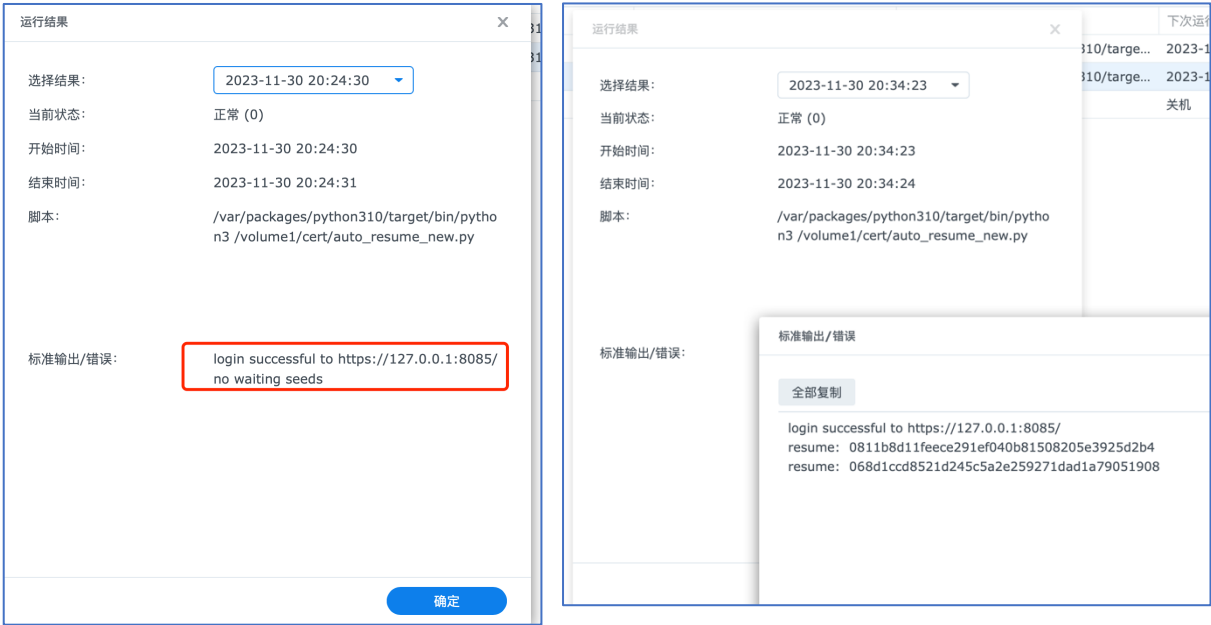 运行结果
选择结果：
2023-11-30 20:24:30
当前状态：
正常 (0)
开始时间：
2023-11-30 20:24:30
结束时间：
2023-11-30 20:24:31
脚本：
/var/packages/python310/target/bin/pytho
n3 /volume1/cert/auto_resume_new.py
标准输出/错误：
login successful to https://127.0.0.1:8085/
no waiting seeds
确定
31
31
运行结果
选择结果：
2023-11-30 20:34:23
当前状态：
正常 (0)
开始时间：
2023-11-30 20:34:23
结束时间：
2023-11-30 20:34:24
脚本：
/var/packages/python310/target/bin/pytho
n3 /volume1/cert/auto_resume_new.py
标准输出/错误：
下次运行
310/targe... 2023-1
310/targe... 2023-1
关机
标准输出/错误
全部复制
login successful to https://127.0.0.1:8085/
resume: 0811b8d11feece291ef040b81508205e3925d2b4
resume: 068d1ccd8521d245c5a2e259271dad1a79051908